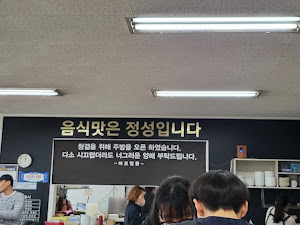 음식맛은 정성입니다
청결을 위해 주방을 오픈 하였습니다.
다소 시끄럽더라도 너그러운 양해 부탁드립니다.